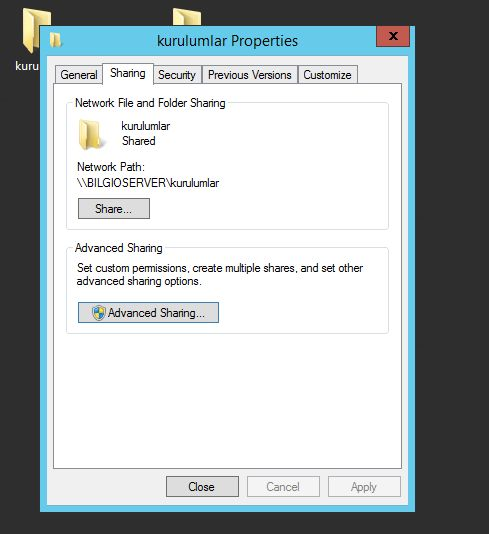 kurulumlar Properties
x
kuru
General
Sharing
Security
Previous Versions
Customize
Network File and Folder Sharing
kurulumlar
Shared
Network Path:
\\BILGIOSERVER\kurulumlar
Share...
Advanced Sharing
Set custom permissions, create multiple shares, and set other
advanced sharing options.
Advanced Sharing...
Close
Cancel
Apply